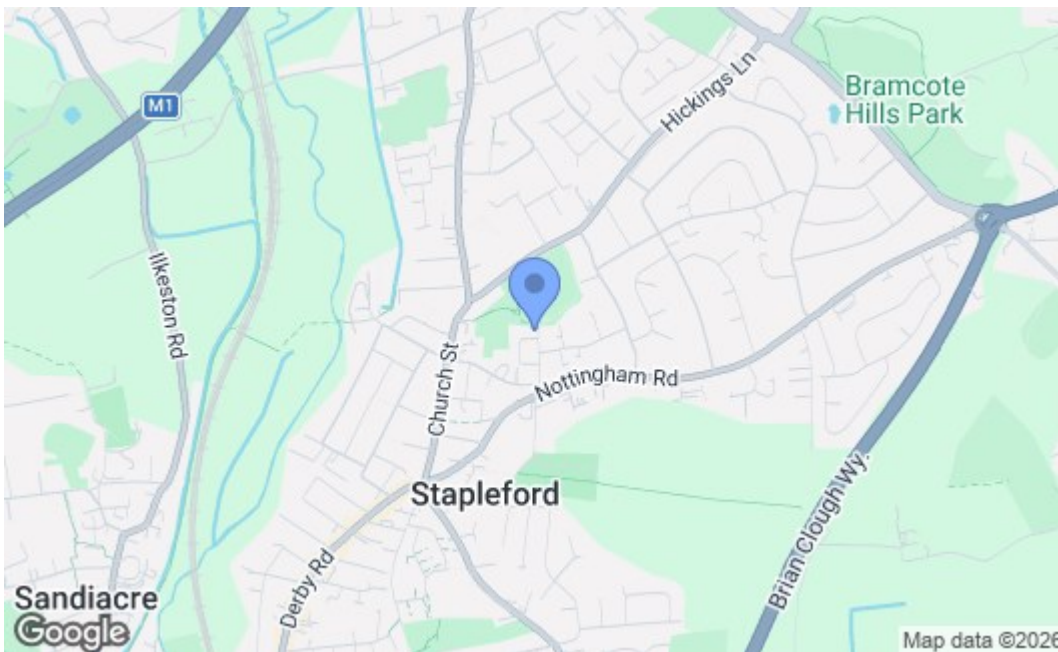 M1
Hickings Ln
Bramcote
Hills Park
Ilkeston Rd
Church St
Nottingham Rd
Stapleford
Brian Clough Wy.
Derby Rd
Sandiacre
Google
Map data ©2026